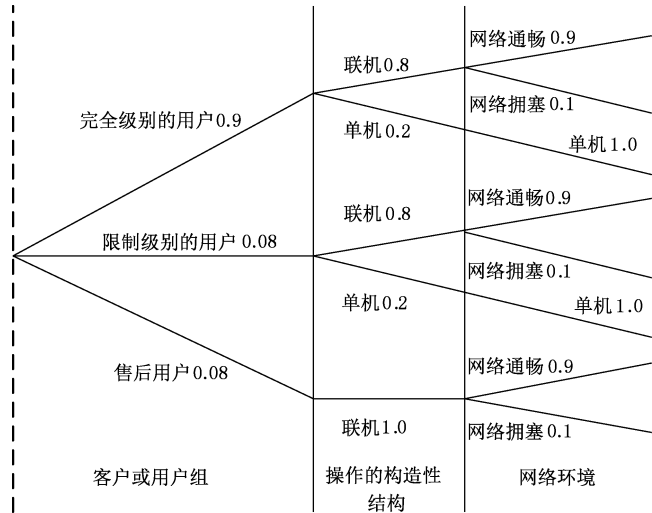 网络通畅 0.9
联机 0.8
网络拥塞 0.1
完全级别的用户 0.9
单机 0.2
单机 1.0
网络通畅 0.9
联机 0.8
限制级别的用户 0.08
网络拥塞 0.1
单机 0.2
单机 1.0
网络通畅 0.9
售后用户 0.08
联机 1.0
网络拥塞 0.1
客户或用户组
操作的构造性
结构
网络环境